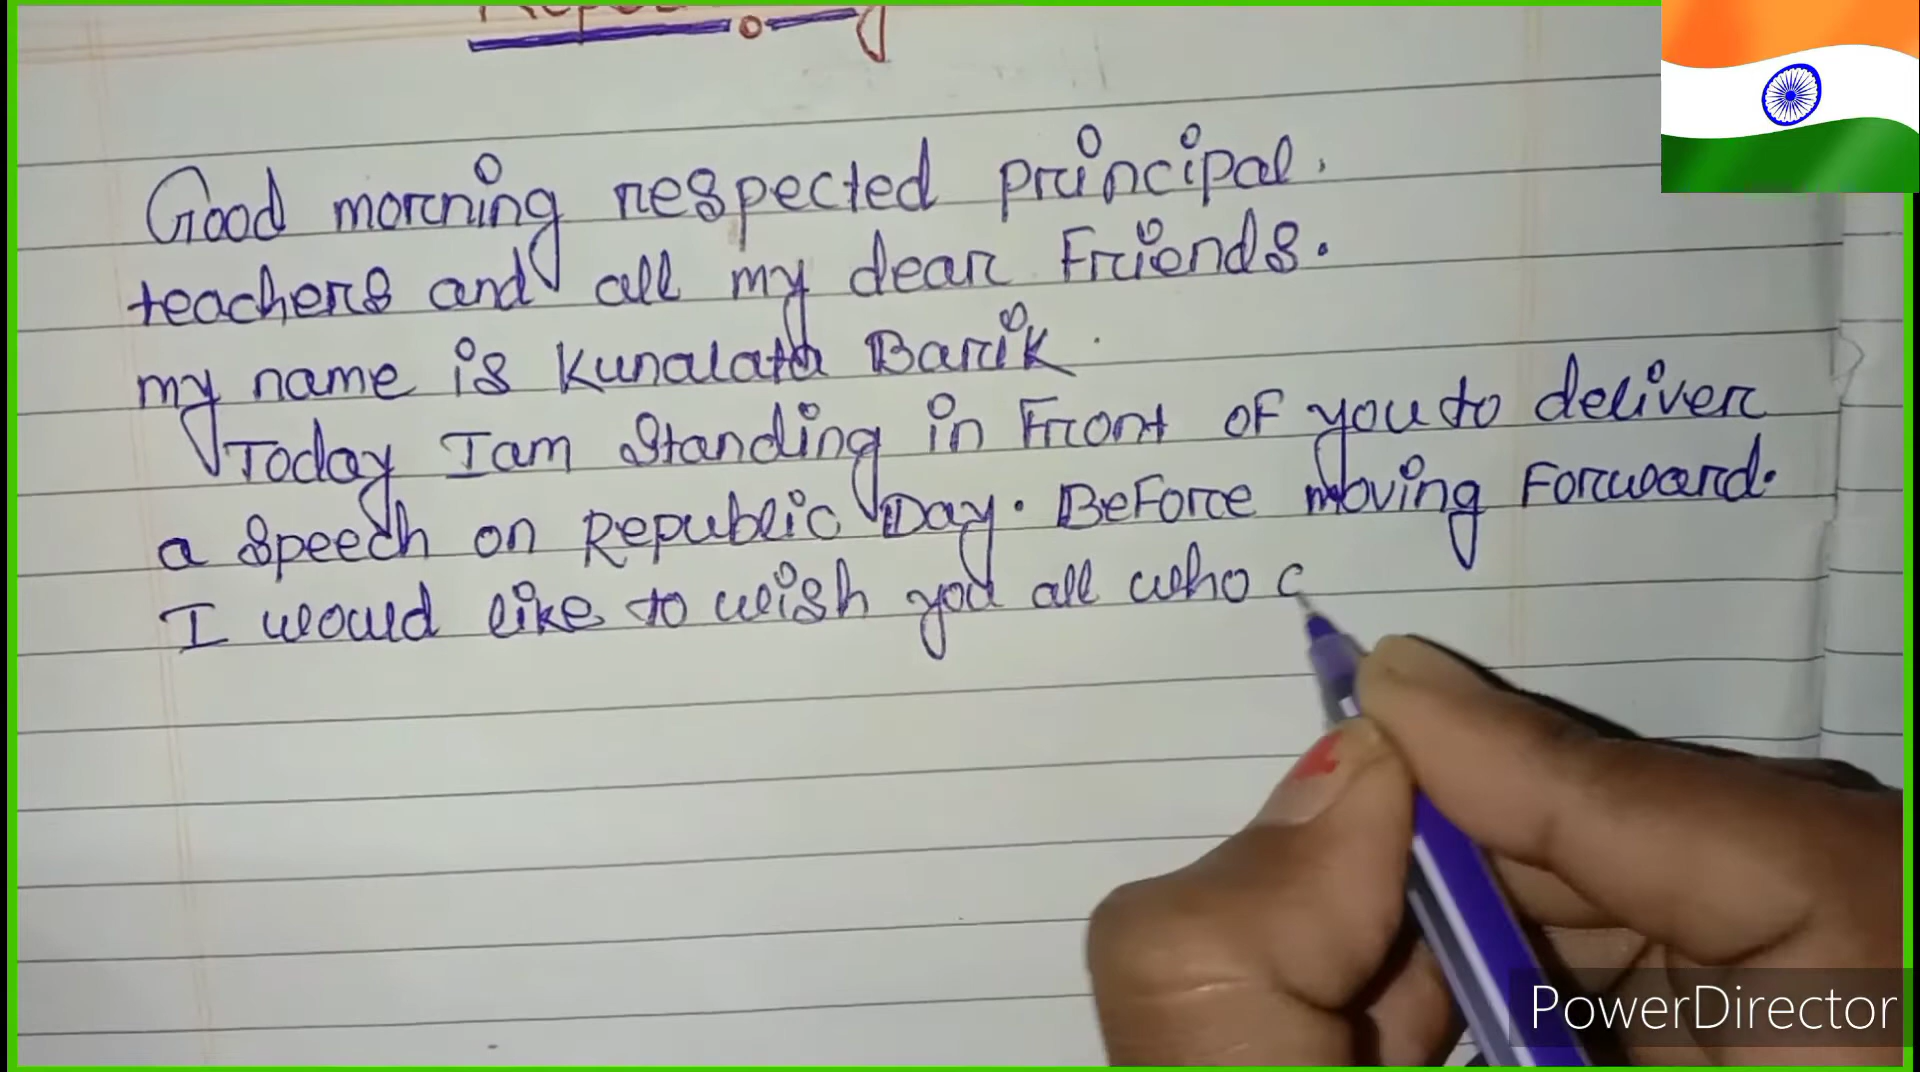 Good morning respected principal.
teachers and all my dear Friends.
my name is Kunalata Barik.
Today I am Standing in Front of you to deliver
a Speech on Republic Day. Before moving Forward.
I would like to wish you all who
PowerDirector